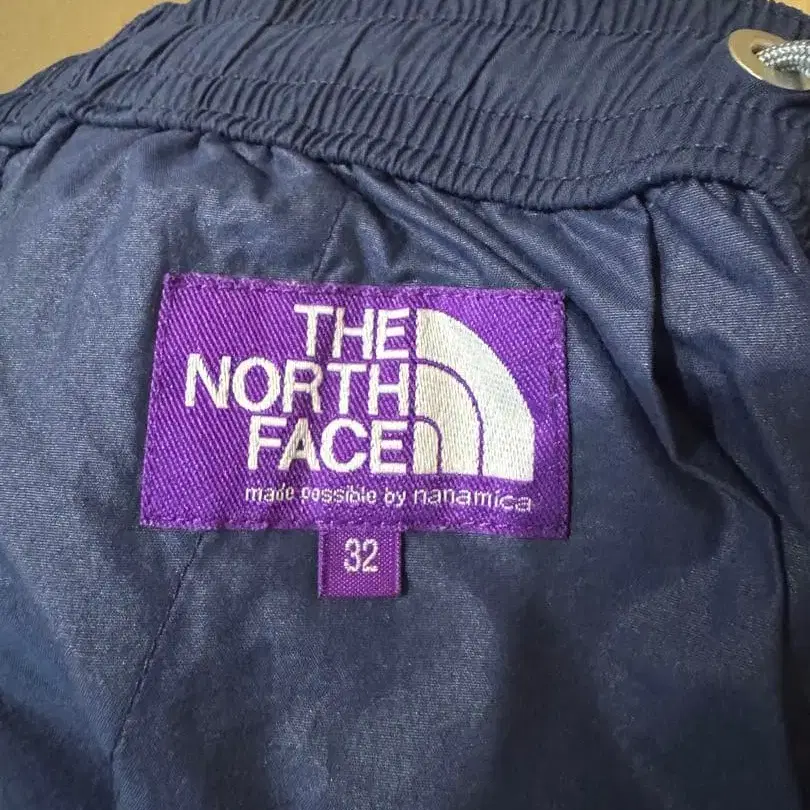 THE
NORTH
FACE
made possible by nanamica
32